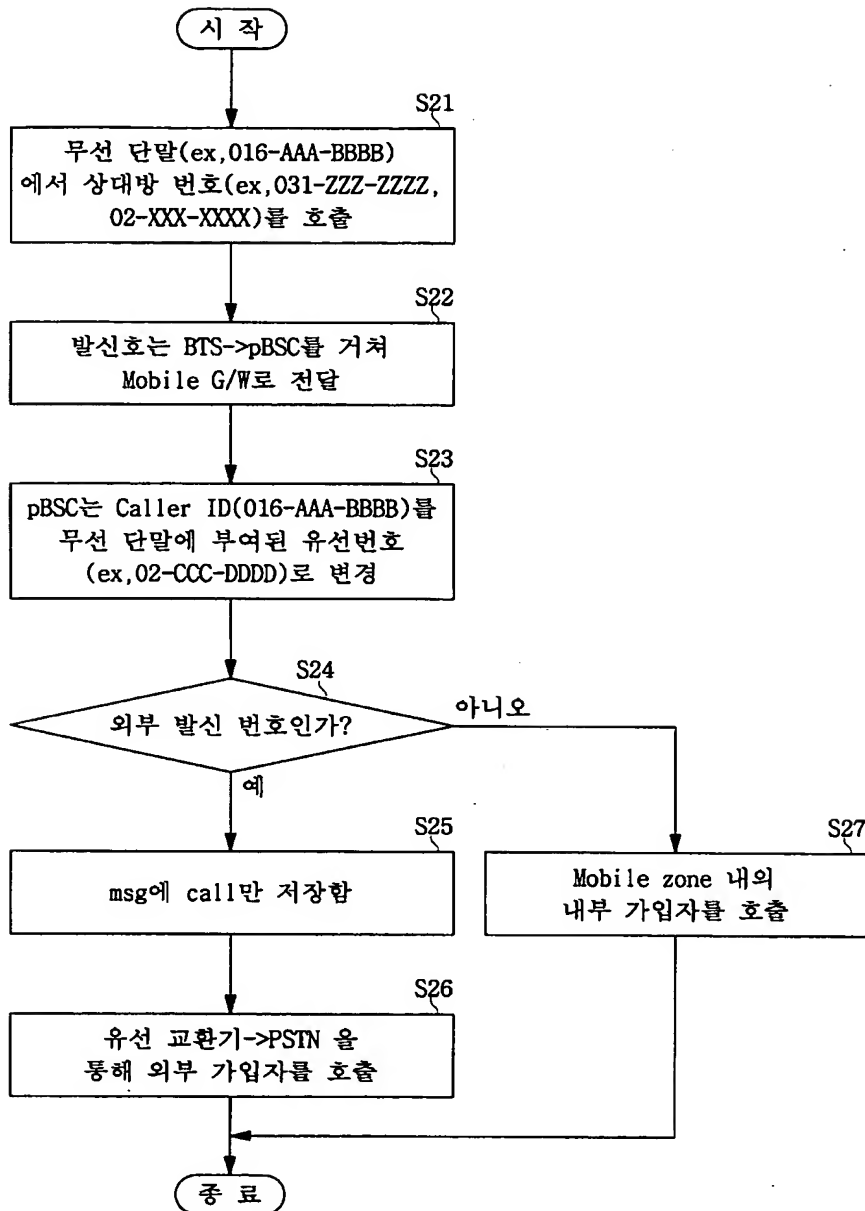 시 작
S21
무선 단말(ex,016-AAA-BBBB)
에서 상대방 번호(ex,031-ZZZ-ZZZZ,
02-XXX-XXXX)를 호출
S22
발신호는 BTS->pBSC를 거쳐
Mobile G/W로 전달
S23
pBSC는 Caller ID(016-AAA-BBBB)를
무선 단말에 부여된 유선번호
(ex,02-CCC-DDDD)로 변경
S24
외부 발신 번호인가?
아니오
예
S25
msg에 call만 저장함
S27
Mobile zone 내의
내부 가입자를 호출
S26
유선 교환기->PSTN 을
통해 외부 가입자를 호출
종 료